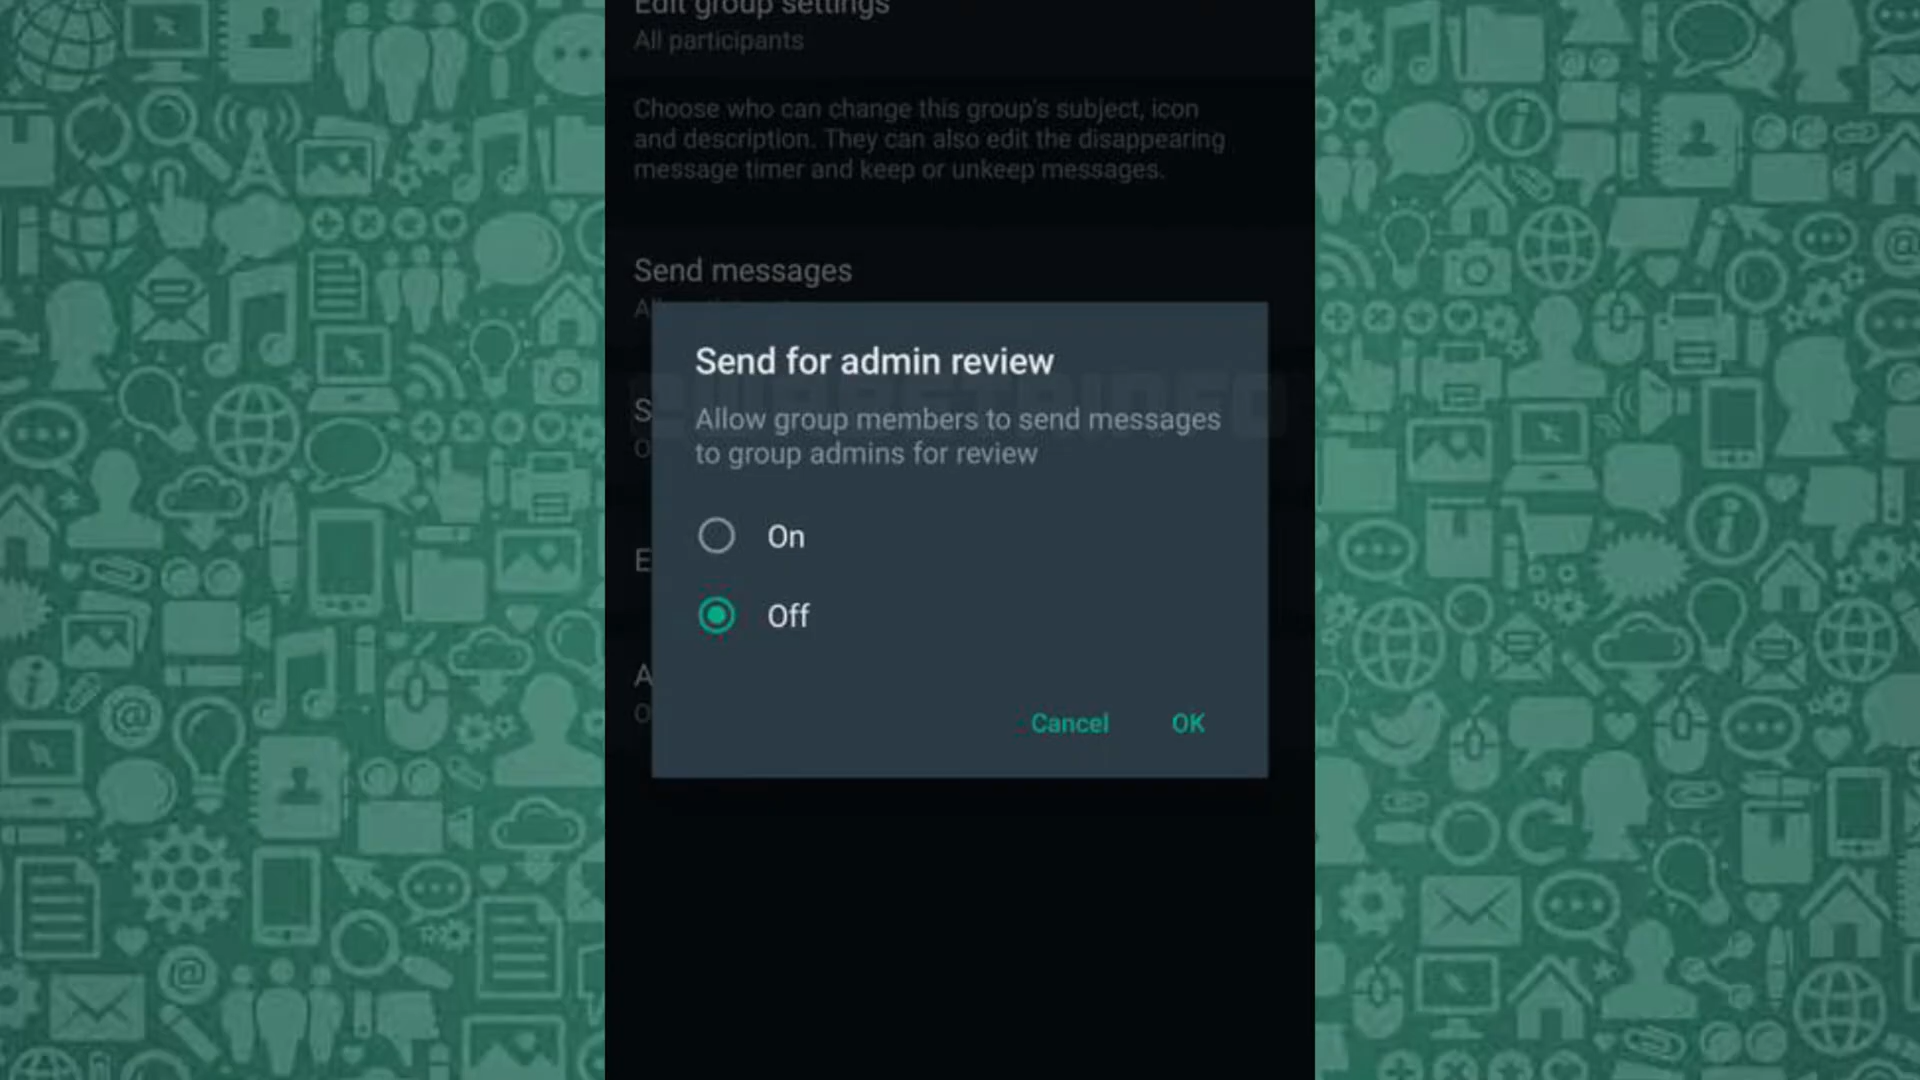 Edit group settings
All participants
Choose who can change this group's subject, icon
and description. They can also edit the disappearing
message timer and keep or unkeep messages.
Send messages
Send for admin review
Allow group members to send messages
to group admins for review
On
Off
Cancel
OK